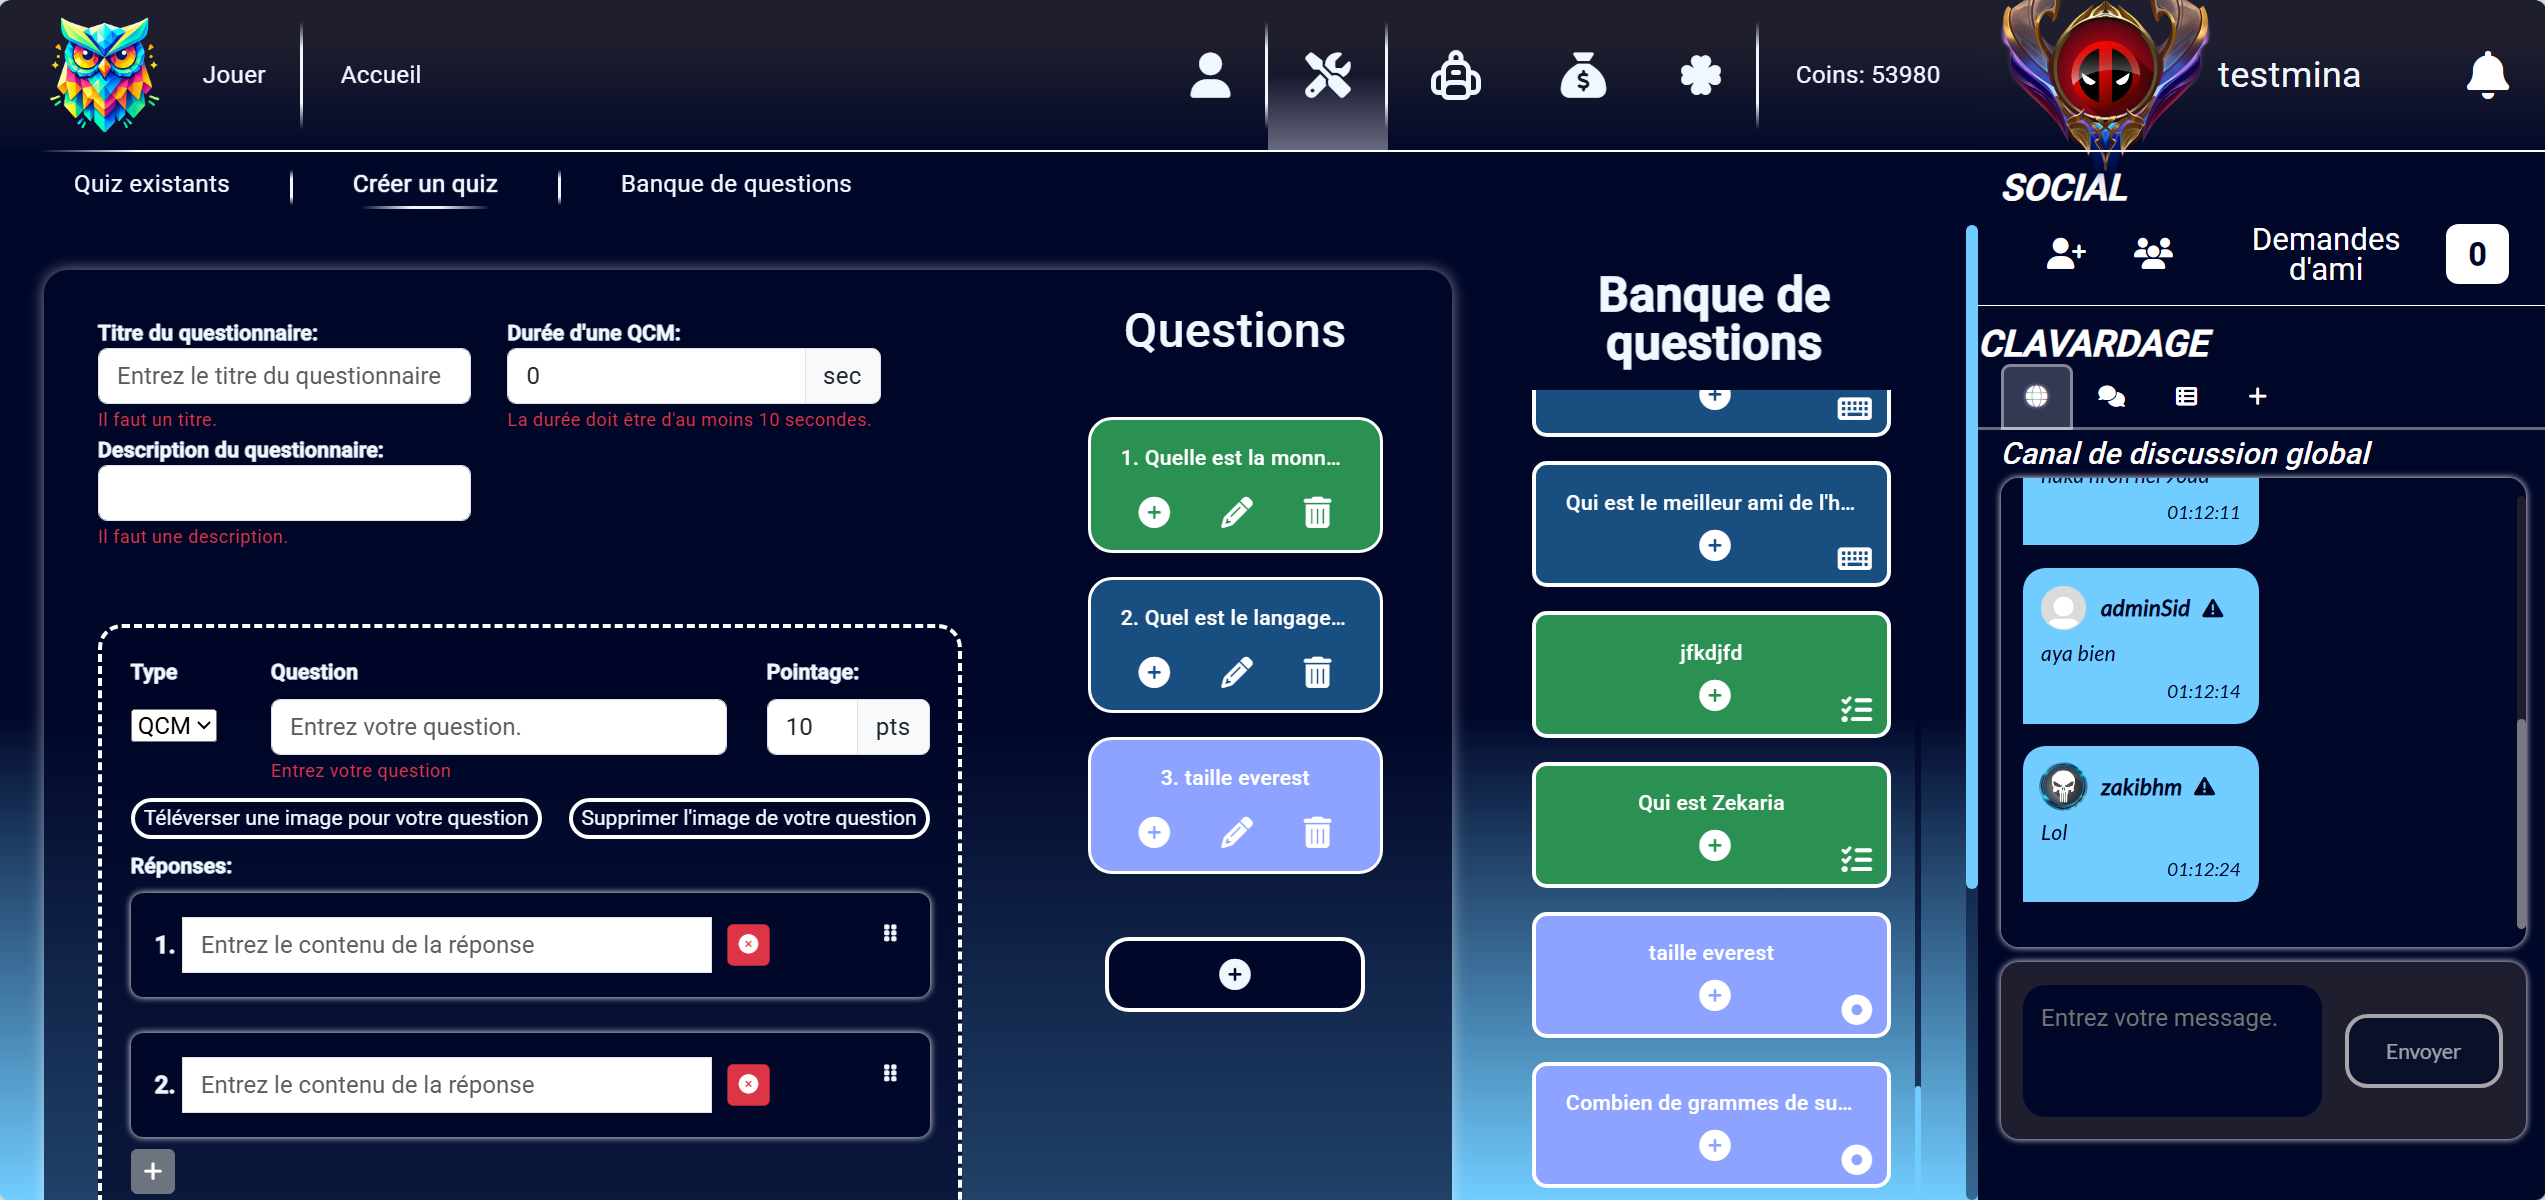 Jouer
Accueil
Coins: 53980
testmina
Quiz existants
Créer un quiz
Banque de questions
Titre du questionnaire:
Entrez le titre du questionnaire
Il faut un titre.
Durée d'une QCM:
0
sec
La durée doit être d'au moins 10 secondes.
Description du questionnaire:
Il faut une description.
Type
QCM
Question
Entrez votre question.
Entrez votre question
Pointage:
10
pts
Téléverser une image pour votre question
Supprimer l'image de votre question
Réponses:
1.
Entrez le contenu de la réponse
2.
Entrez le contenu de la réponse
Questions
1. Quelle est la monn...
2. Quel est le langage...
3. taille everest
Banque de
questions
Qui est le meilleur ami de l'h...
jfkdjfd
Qui est Zekaria
taille everest
Combien de grammes de su...
SOCIAL
Demandes
d'ami
0
CLAVARDAGE
Canal de discussion global
01:12:11
adminSid
aya bien
01:12:14
zakibhm
Lol
01:12:24
Entrez votre message.
Envoyer